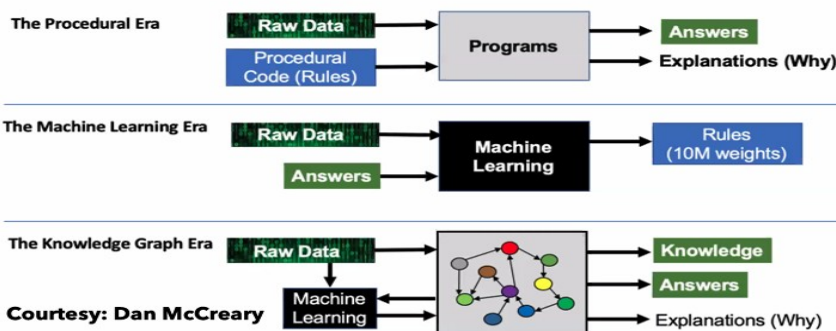 The Procedural Era
Raw Data
Procedural
Code (Rules)
Programs
Answers
Explanations (Why)
The Machine Learning Era
Raw Data
Answers
Machine
Learning
Rules
(10M weights)
The Knowledge Graph Era
Raw Data
Machine
Learning
Knowledge
Answers
Explanations (Why)
Courtesy: Dan McCreary